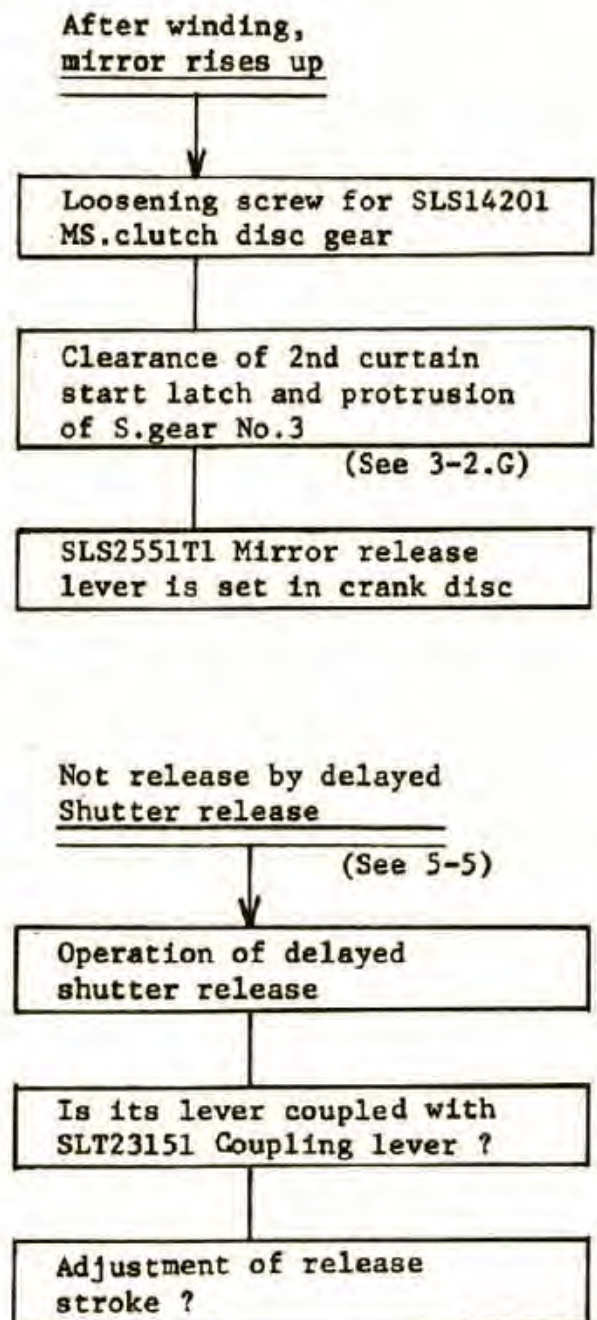 After winding,
mirror rises up
Loosening screw for SLS14201
MS.clutch disc gear
Clearance of 2nd curtain
start latch and protrusion
of S.gear No.3
(See 3-2.G)
SLS2551T1 Mirror release
lever is set in crank disc
Not release by delayed
Shutter release
(See 5-5)
Operation of delayed
shutter release
Is its lever coupled with
SLT23151 Coupling lever ?
Adjustment of release
stroke ?